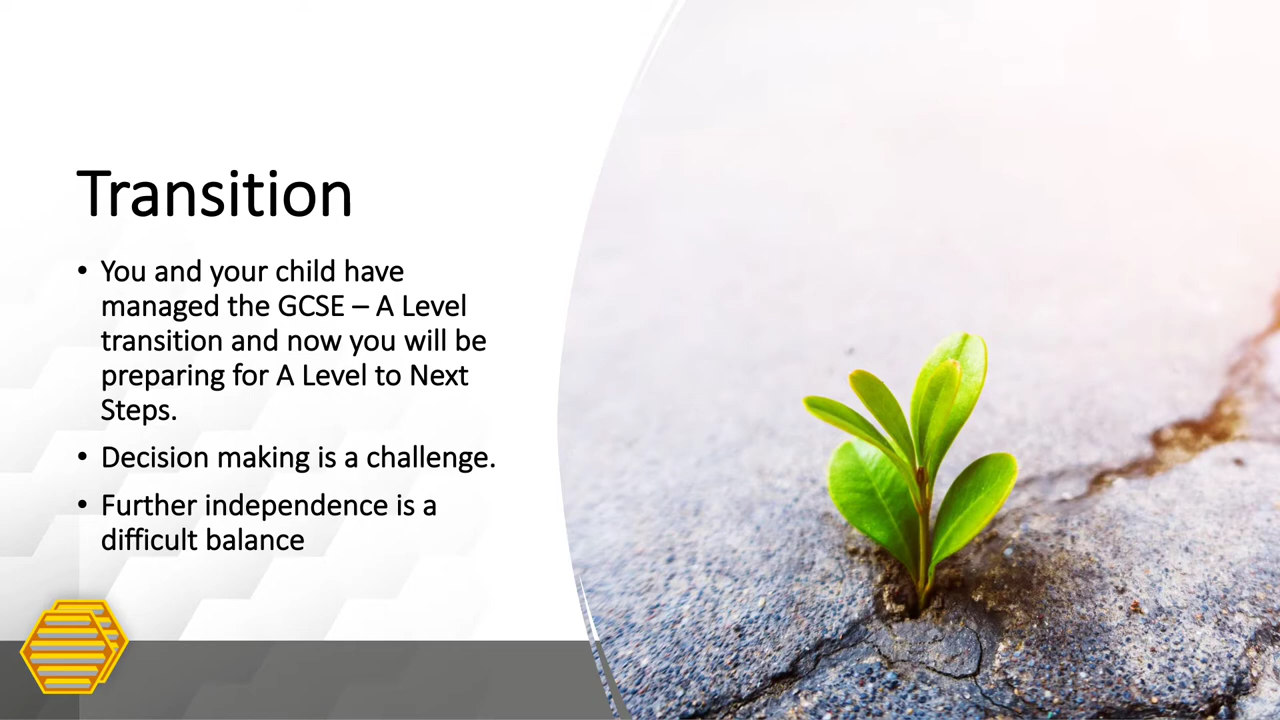 Transition
• You and your child have
managed the GCSE – A Level
transition and now you will be
preparing for A Level to Next
Steps.
• Decision making is a challenge.
• Further independence is a
difficult balance